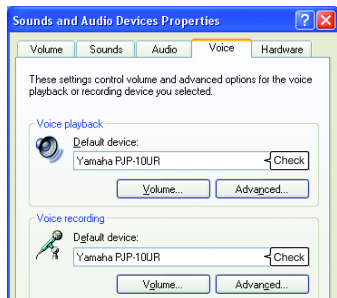 Sounds and Audio Devices Properties
Volume Sounds Audio Voice Hardware
These settings control volume and advanced options for the voice
playback or recording device you selected.
Voice playback
Default device:
Yamaha PJP-10UR Check
Volume... Advanced...
Voice recording
Default device:
Yamaha PJP-10UR Check
Volume... Advanced...